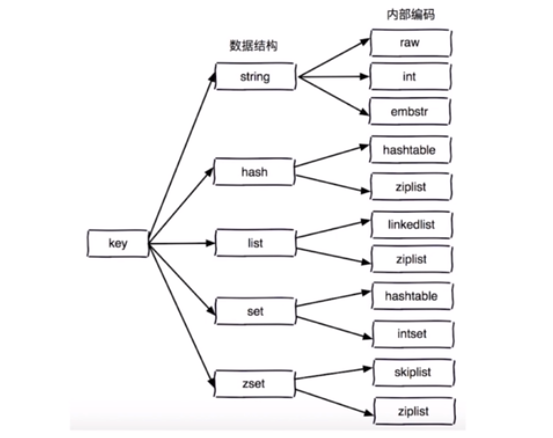 内部编码
数据结构
raw
string
int
embstr
hashtable
hash
ziplist
linkedlist
key
list
ziplist
hashtable
set
intset
skiplist
zset
ziplist